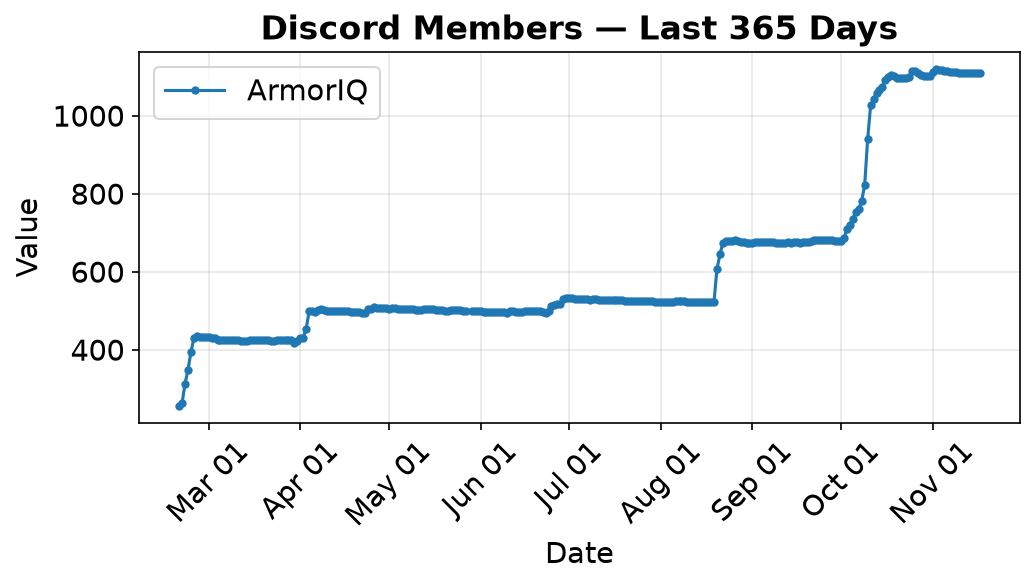 Discord Members — Last 365 Days
ArmorIQ
Value
1000
800
600
400
Mar 01
Apr 01
May 01
Jun 01
Jul 01
Aug 01
Sep 01
Oct 01
Nov 01
Date